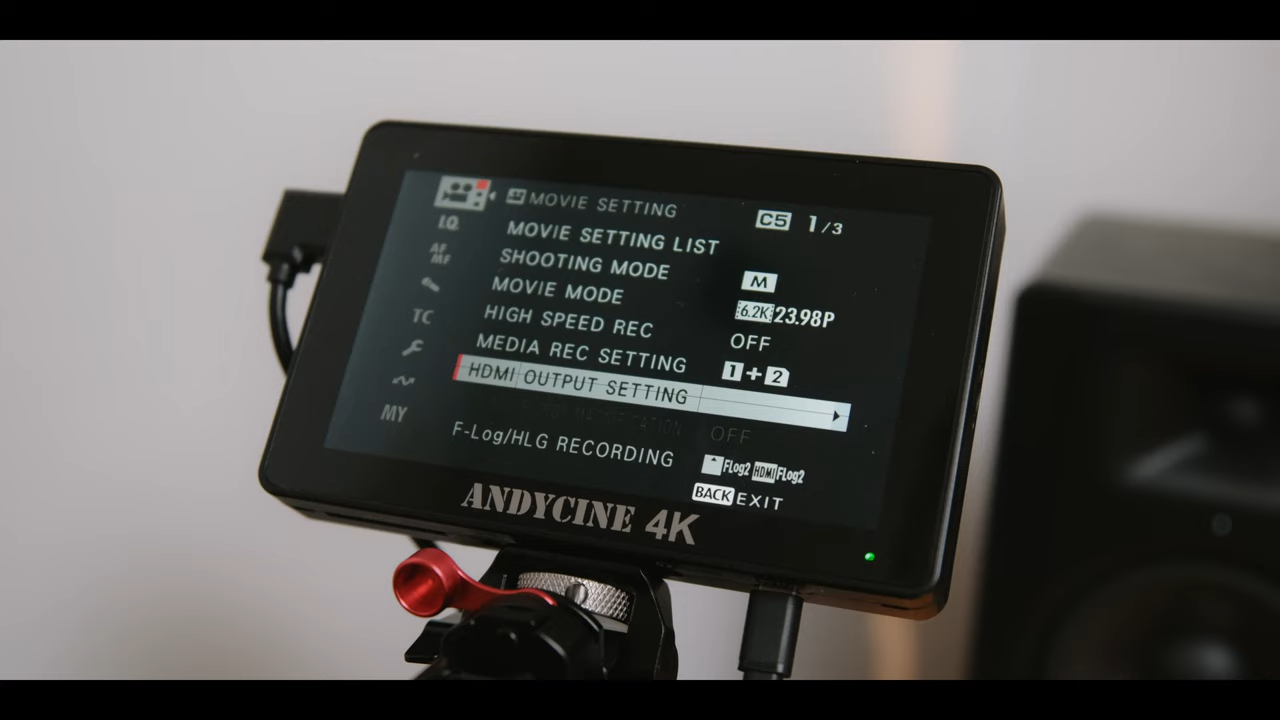 MOVIE SETTING C5 1/3
I.Q. MOVIE SETTING LIST
AF MF SHOOTING MODE M
MOVIE MODE 6.2K 23.98P
TC HIGH SPEED REC OFF
MEDIA REC SETTING 1+2
HDMI OUTPUT SETTING
MAGNIFICATION OFF
MY F-Log/HLG RECORDING FLog2 HDMI FLog2
BACK EXIT
ANDYCINE 4K